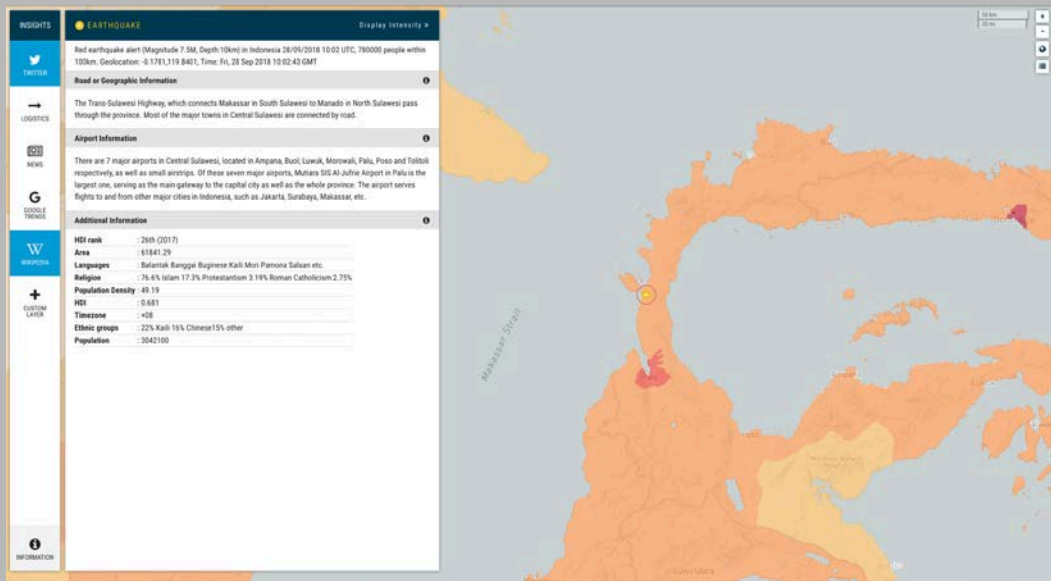 INSIGHTS
TWITTER
LOGISTICS
NEWS
GOOGLE
TRENDS
WIKIPEDIA
CUSTOM
LAYER
INFORMATION
EARTHQUAKE
Display Intensity »
Red earthquake alert (Magnitude 7.5M, Depth:10km) in Indonesia 28/09/2018 10:02 UTC, 780000 people within
100km. Geolocation: -0.1781,119.8401, Time: Fri, 28 Sep 2018 10:02:43 GMT
Road or Geographic Information
The Trans-Sulawesi Highway, which connects Makassar in South Sulawesi to Manado in North Sulawesi pass
through the province. Most of the major towns in Central Sulawesi are connected by road.
Airport Information
There are 7 major airports in Central Sulawesi, located in Ampana, Buol, Luwuk, Morowali, Palu, Poso and Tolitoli
respectively, as well as small airstrips. Of these seven major airports, Mutiara SIS Al-Jufrie Airport in Palu is the
largest one, serving as the main gateway to the capital city as well as the whole province. The airport serves
flights to and from other major cities in Indonesia, such as Jakarta, Surabaya, Makassar, etc.
Additional Information
HDI rank : 26th (2017)
Area : 61841.29
Languages : Balantak Banggai Buginese Kaili Mori Pamona Saluan etc.
Religion : 76.6% Islam 17.3% Protestantism 3.19% Roman Catholicism 2.75%
Population Density : 49.19
HDI : 0.681
Timezone : +08
Ethnic groups : 22% Kaili 16% Chinese15% other
Population : 3042100
Makassar Strait
50 km